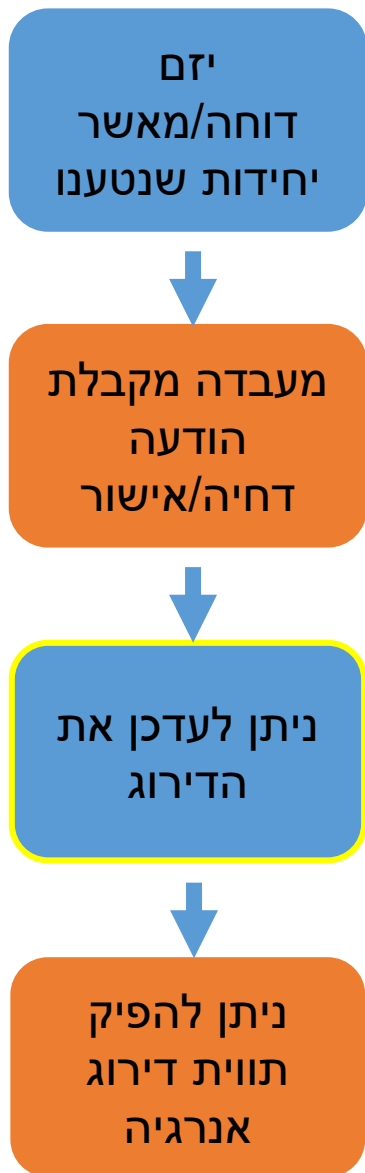 יזם
דוחה/מאשר
יחידות שנטענו
מעבדה מקבלת
הודעה
דחיה/אישור
ניתן לעדכן את
הדירוג
ניתן להפיק
תווית דירוג
אנרגיה